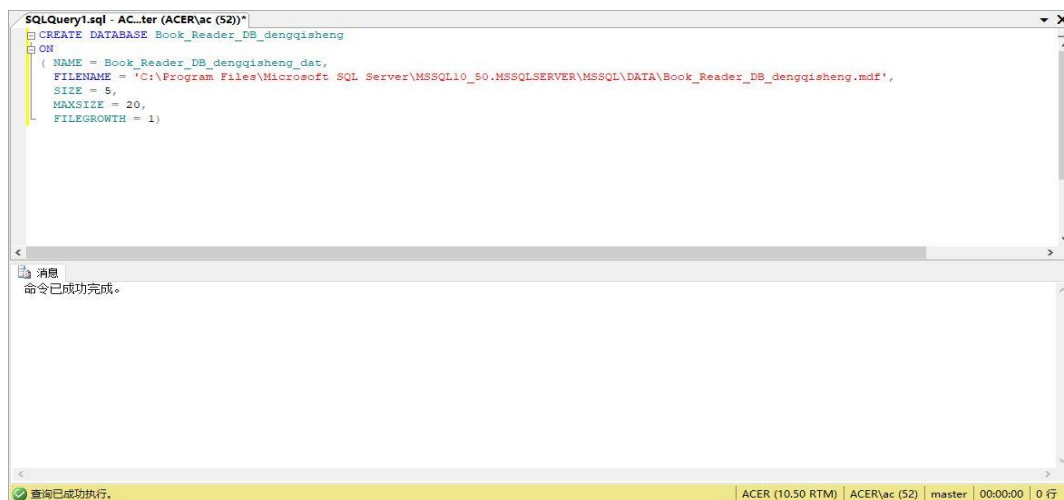 SQLQuery1.sql - AC...ter (ACER\ac (52))*
CREATE DATABASE Book_Reader_DB_dengqisheng
ON
( NAME = Book_Reader_DB_dengqisheng_dat,
FILENAME = 'C:\Program Files\Microsoft SQL Server\MSSQL10_50.MSSQLSERVER\MSSQL\DATA\Book_Reader_DB_dengqisheng.mdf',
SIZE = 5,
MAXSIZE = 20,
FILEGROWTH = 1)
消息
命令已成功完成。
查询已成功执行。 ACER (10.50 RTM) ACER\ac (52) master 00:00:00 0 行